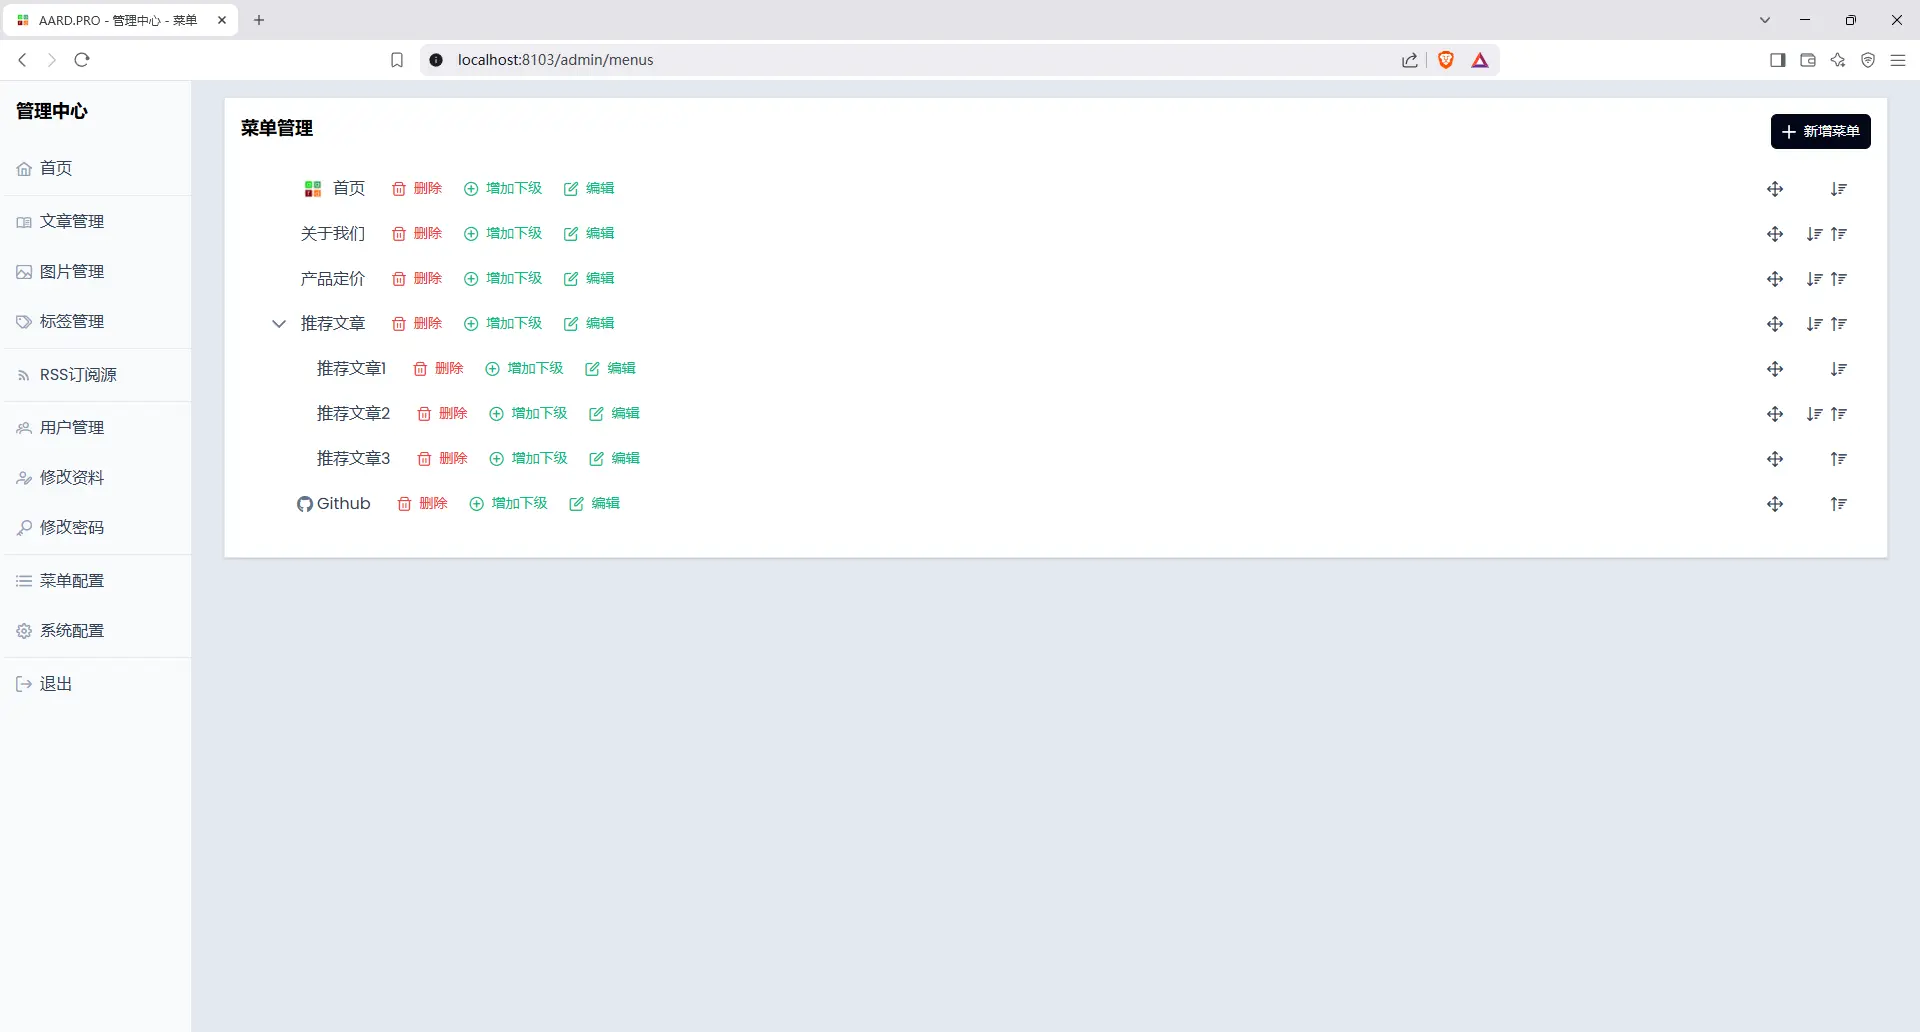 AARD.PRO - 管理中心 - 菜单
localhost:8103/admin/menus
管理中心
首页
文章管理
图片管理
标签管理
RSS订阅源
用户管理
修改资料
修改密码
菜单配置
系统配置
退出
菜单管理
新增菜单
首页 删除 增加下级 编辑
关于我们 删除 增加下级 编辑
产品定价 删除 增加下级 编辑
推荐文章 删除 增加下级 编辑
推荐文章1 删除 增加下级 编辑
推荐文章2 删除 增加下级 编辑
推荐文章3 删除 增加下级 编辑
Github 删除 增加下级 编辑